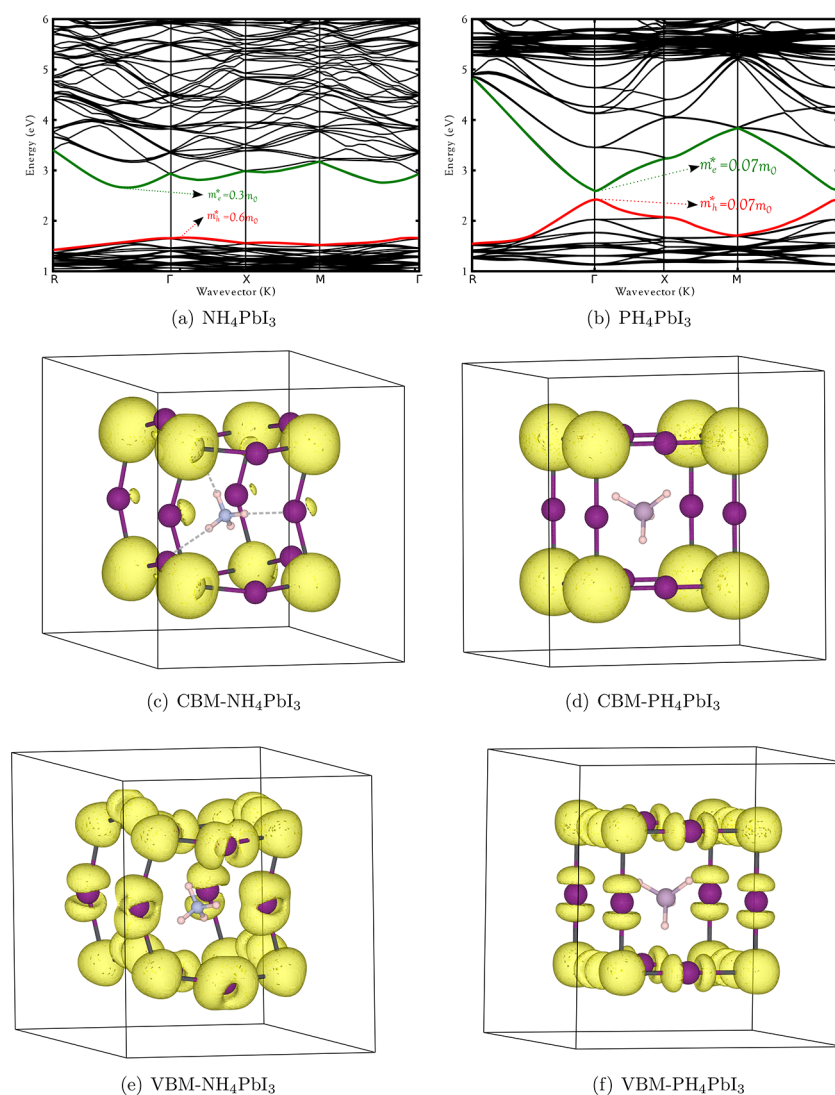 6
5
4
3
2
1
Energy (eV)
m*e=0.3m0
m*h=0.6m0
R Γ X M Γ
Wavevector (K)
(a) NH4PbI3
6
5
4
3
2
1
Energy (eV)
m*e=0.07m0
m*h=0.07m0
R Γ X M
Wavevector (K)
(b) PH4PbI3
(c) CBM-NH4PbI3
(d) CBM-PH4PbI3
(e) VBM-NH4PbI3
(f) VBM-PH4PbI3